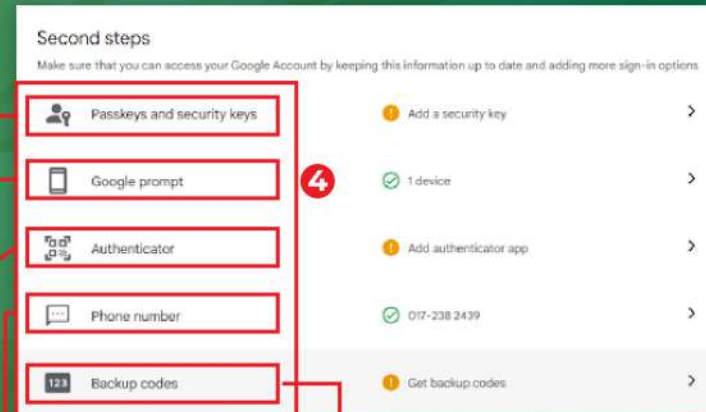 Second steps
Make sure that you can access your Google Account by keeping this information up to date and adding more sign-in options
Passkeys and security keys
Add a security key
Google prompt
4
1 device
Authenticator
Add authenticator app
Phone number
017-238 2439
123
Backup codes
Get backup codes